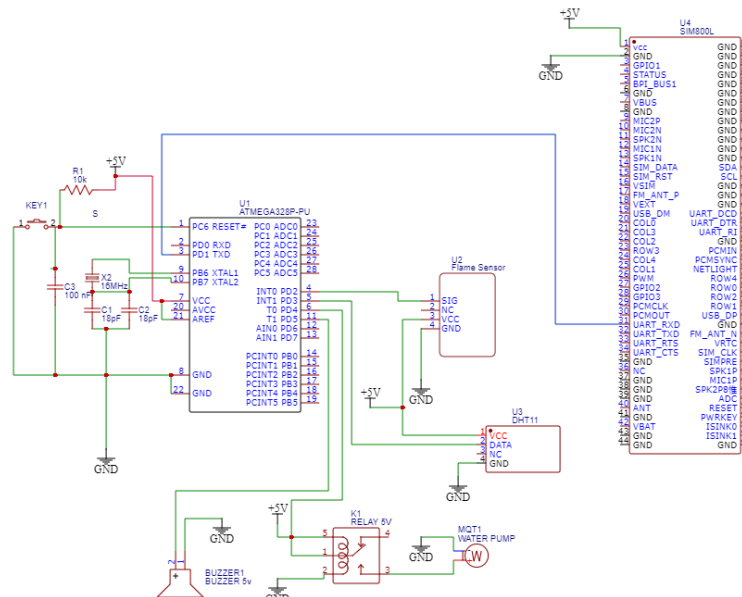 +5V
U4
SIM800L
1 vcc GND
2 GND GND
3 GPIO1 GND
4 STATUS GND
5 BPI_BUS1 GND
6 GND GND
7 VBUS GND
8 GND GND
9 MIC2P GND
10 MIC2N GND
11 SPK2N GND
12 MIC1N GND
13 SPK1N GND
14 SIM_DATA SDA
15 SIM_RST SCL
16 VSIM GND
17 FM_ANT_P GND
18 VEXT GND
19 USB_DM UART_DCD
20 COL0 UART_DTR
21 COL3 UART_RI
22 COL2 GND
23 ROW3 PCMIN
24 COL4 PCMSYNC
25 COL1 NETLIGHT
26 PWM ROW4
27 GPIO2 ROW0
28 GPIO3 ROW2
29 PCMCLK ROW1
30 PCMOUT USB_DP
31 UART_RXD GND
32 UART_TXD FM_ANT_N
33 UART_RTS VRTC
34 UART_CTS SIM_CLK
35 GND SIMPRE
36 NC SPK1P
37 GND MIC1P
38 GND SPK2P
39 GND ADC
40 ANT RESET
41 GND PWRKEY
42 VBAT ISINK0
43 GND ISINK1
44 GND GND
GND
+5V
R1
10k
KEY1
1 2
S
U1
ATMEGA328P-PU
1 PC6 RESET# PC0 ADC0 23
PC1 ADC1 24
2 PD0 RXD PC2 ADC2 25
3 PD1 TXD PC3 ADC3 26
PC4 ADC4 27
9 PB6 XTAL1 PC5 ADC5 28
10 PB7 XTAL2
INT0 PD2 4
7 VCC INT1 PD3 5
20 AVCC T0 PD4 6
21 AREF T1 PD5 11
AIN0 PD6 12
AIN1 PD7 13
PCINT0 PB0 14
PCINT1 PB1 15
8 GND PCINT2 PB2 16
PCINT3 PB3 17
22 GND PCINT4 PB4 18
PCINT5 PB5 19
X2
16MHz
C3
100 nF
C1
18pF
C2
18pF
GND
U2
Flame Sensor
1 SIG
2 NC
3 VCC
4 GND
GND
+5V
U3
DHT11
1 VCC
2 DATA
3 NC
4 GND
GND
+5V
K1
RELAY 5V
5 4
1
2 3
GND
GND
MQT1
WATER PUMP
W
GND
2 1
+
BUZZER1
BUZZER 5v